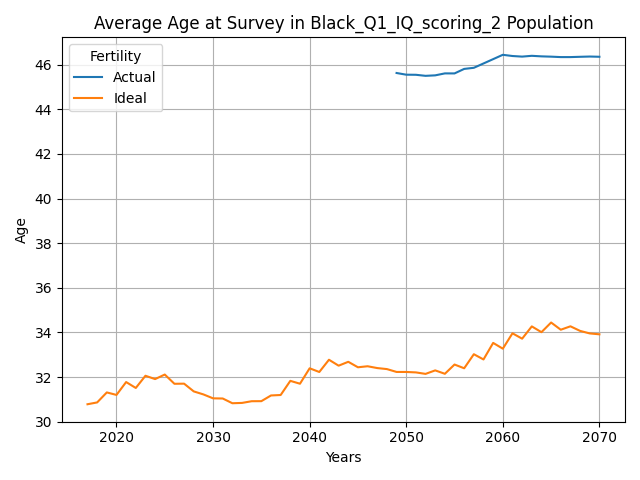 Average Age at Survey in Black_Q1_IQ_scoring_2 Population
Fertility
Actual
Ideal
46
44
42
40
38
36
34
32
30
Age
2020 2030 2040 2050 2060 2070
Years